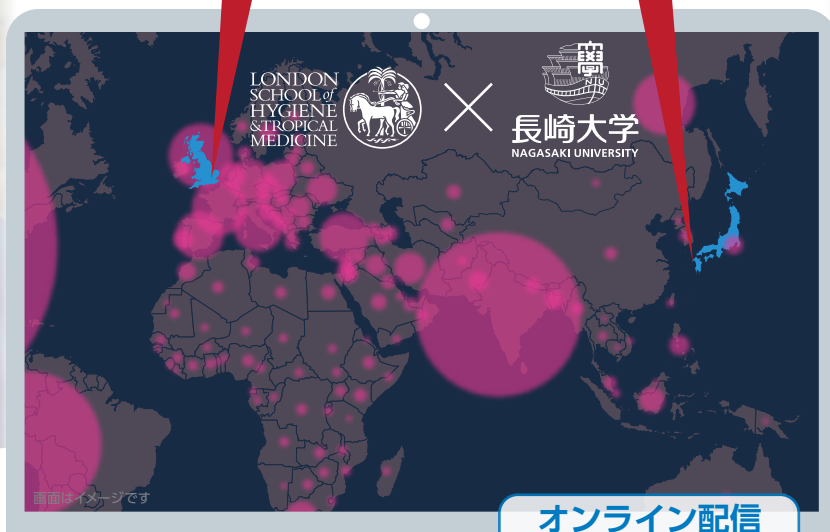 LONDON
SCHOOL of
HYGIENE
&TROPICAL
MEDICINE
長崎大学
NAGASAKI UNIVERSITY
画面はイメージです
オンライン配信